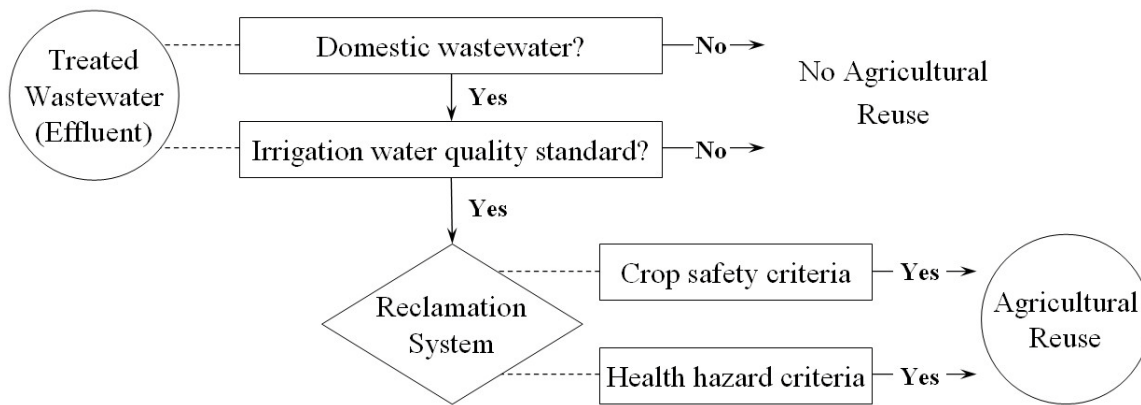 Treated
Wastewater
(Effluent)
Domestic wastewater?
No
No Agricultural
Reuse
Yes
Irrigation water quality standard?
No
Yes
Reclamation
System
Crop safety criteria
Yes
Agricultural
Reuse
Health hazard criteria
Yes